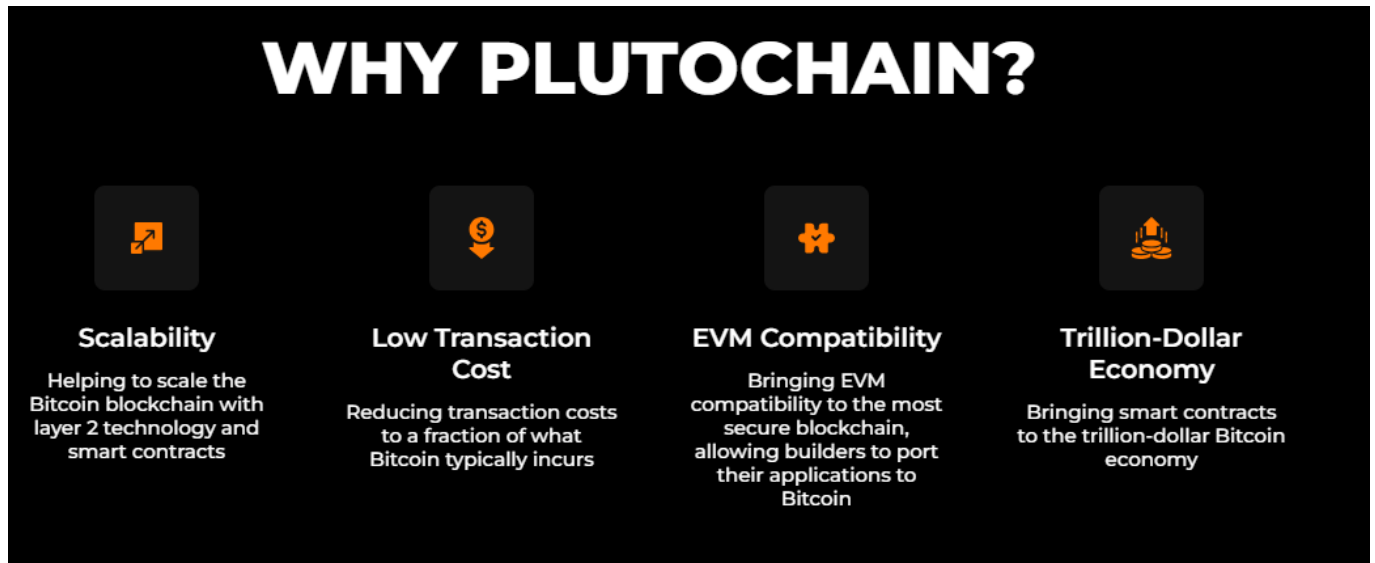 WHY PLUTOCHAIN?
Scalability
Helping to scale the
Bitcoin blockchain with
layer 2 technology and
smart contracts
Low Transaction
Cost
Reducing transaction costs
to a fraction of what
Bitcoin typically incurs
EVM Compatibility
Bringing EVM
compatibility to the most
secure blockchain,
allowing builders to port
their applications to
Bitcoin
Trillion-Dollar
Economy
Bringing smart contracts
to the trillion-dollar Bitcoin
economy